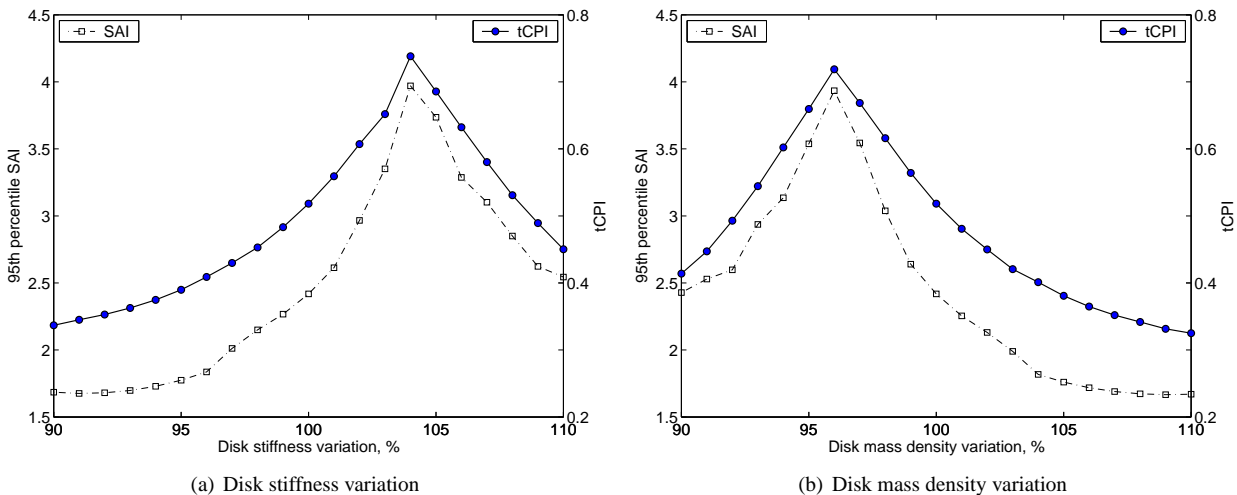 4.5
4
3.5
3
2.5
2
1.5
95th percentile SAI
SAI
tCPI
0.8
0.6
0.4
0.2
tCPI
90
95
100
105
110
Disk stiffness variation, %
(a) Disk stiffness variation
4.5
4
3.5
3
2.5
2
1.5
95th percentile SAI
SAI
tCPI
0.8
0.6
0.4
0.2
tCPI
90
95
100
105
110
Disk mass density variation, %
(b) Disk mass density variation